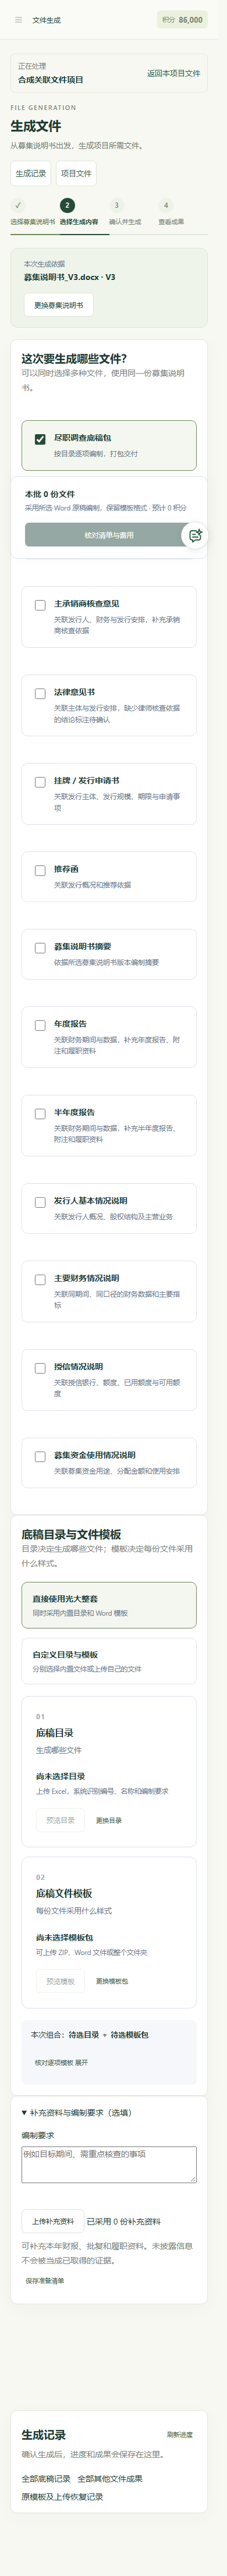 文件生成
积分 86,000
正在处理
合成关联文件项目
返回本项目文件
FILE GENERATION
生成文件
从募集说明书出发，生成项目所需文件。
生成记录
项目文件
✓
选择募集说明书
2
选择生成内容
3
确认并生成
4
查看成果
本次生成依据
募集说明书_V3.docx · V3
更换募集说明书
这次要生成哪些文件？
可以同时选择多种文件，使用同一份募集说明
书。
尽职调查底稿包
按目录逐项编制，打包交付
本批 0 份文件
采用所选 Word 原稿编制，保留模板格式 · 预计 0 积分
核对清单与费用
主承销商核查意见
关联发行人、财务与发行安排，补充承销
商核查依据
法律意见书
关联主体与发行安排，缺少律师核查依据
的结论标注待确认
挂牌 / 发行申请书
关联发行主体、发行规模、期限与申请事
项
推荐函
关联发行概况和推荐依据
募集说明书摘要
依据所选募集说明书版本编制摘要
年度报告
关联财务期间与数据，补充年度报告、附
注和履职资料
半年度报告
关联财务期间与数据，补充半年度报告、
附注和履职资料
发行人基本情况说明
关联发行人概况、股权结构及主营业务
主要财务情况说明
关联同期间、同口径的财务数据和主要指
标
授信情况说明
关联授信银行、额度、已用额度与可用额
度
募集资金使用情况说明
关联募集资金用途、分配金额和使用安排
底稿目录与文件模板
目录决定生成哪些文件；模板决定每份文件采用
什么样式。
直接使用光大整套
同时采用内置目录和 Word 模板
自定义目录与模板
分别选择内置文件或上传自己的文件
01
底稿目录
生成哪些文件
尚未选择目录
上传 Excel，系统识别编号、名称和编制要求
预览目录
更换目录
02
底稿文件模板
每份文件采用什么样式
尚未选择模板包
可上传 ZIP、Word 文件或整个文件夹
预览模板
更换模板包
本次组合：待选目录 + 待选模板包
核对逐项模板 展开
▼ 补充资料与编制要求（选填）
编制要求
例如目标期间、需重点核查的事项
上传补充资料
已采用 0 份补充资料
可补充本年财报、批复和履职资料。未披露信息
不会被当成已取得的证据。
保存准备清单
生成记录
刷新进度
确认生成后，进度和成果会保存在这里。
全部底稿记录 全部其他文件成果
原模板及上传恢复记录